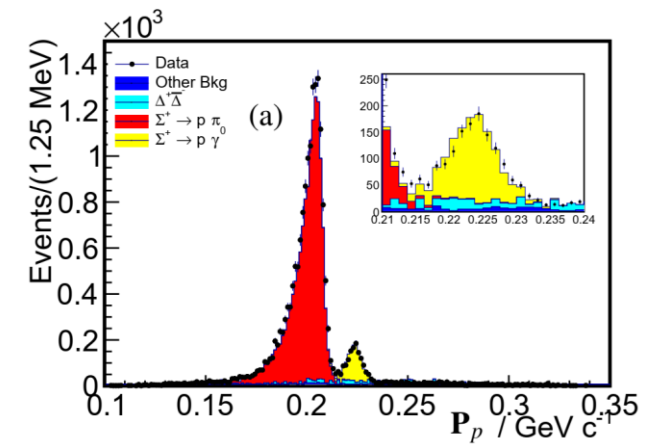 ×10³
Events/(1.25 MeV)
1.4
1.2
1
0.8
0.6
0.4
0.2
0
Data
Other Bkg
Δ⁺Δ̅⁻
Σ⁺ → p π
Σ⁺ → p γ⁰
(a)
250
200
150
100
50
0
0.21 0.215 0.22 0.225 0.23 0.235 0.24
0.1 0.15 0.2 0.25 0.3 0.35
P_p / GeV c⁻¹